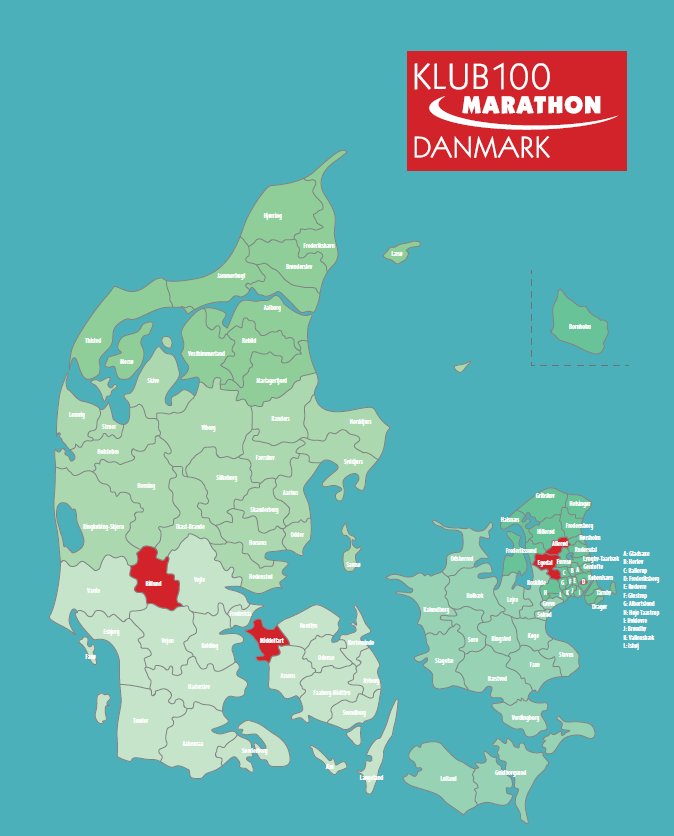 KLUB100
MARATHON
DANMARK
Hjørring
Frederikshavn
Læsø
Brønderslev
Jammerbugt
Aalborg
Bornholm
Thisted
Rebild
Vesthimmerland
Morsø
Skive
Mariagerfjord
Lemvig
Struer
Viborg
Randers
Norddjurs
Holstebro
Favrskov
Syddjurs
Silkeborg
Herning
Aarhus
Skanderborg
Ringkøbing-Skjern
Ikast-Brande
Odder
Horsens
Samsø
Hedensted
Billund
Vejle
Varde
Fredericia
Middelfart
Esbjerg
Vejen
Kolding
Fanø
Nordfyn
Kerteminde
Odense
Assens
Nyborg
Faaborg-Midtfyn
Svendborg
Haderslev
Tønder
Aabenraa
Sønderborg
Ærø
Langeland
Gribskov
Helsingør
Halsnæs
Hillerød
Fredensborg
Hørsholm
Allerød
Rudersdal
Frederikssund
Egedal
Furesø
Lyngby-Taarbæk
Gentofte
København
Odsherred
Roskilde
Tårnby
Dragør
Holbæk
Lejre
Greve
Solrød
Kalundborg
Køge
Sorø
Ringsted
Stevns
Slagelse
Faxe
Næstved
Vordingborg
Lolland
Guldborgsund
A: Gladsaxe
B: Herlev
C: Ballerup
D: Frederiksberg
E: Rødovre
F: Glostrup
G: Albertslund
H: Høje Taastrup
I: Hvidovre
J: Brøndby
K: Vallensbæk
L: Ishøj